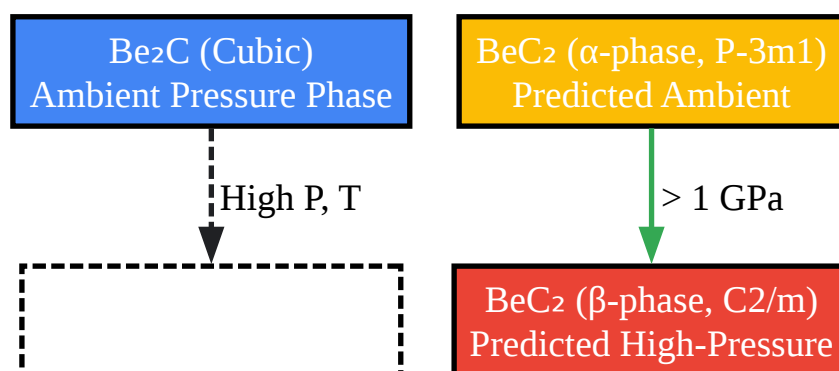 Be₂C (Cubic)
Ambient Pressure Phase
BeC₂ (α-phase, P-3m1)
Predicted Ambient
High P, T
> 1 GPa
BeC₂ (β-phase, C2/m)
Predicted High-Pressure